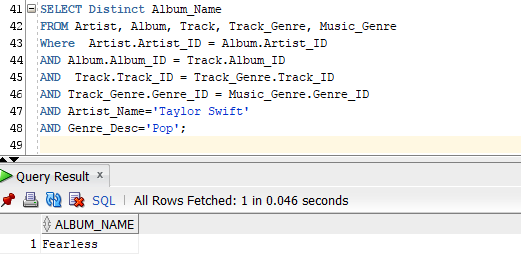 41 SELECT Distinct Album_Name
42 FROM Artist, Album, Track, Track_Genre, Music_Genre
43 Where  Artist.Artist_ID = Album.Artist_ID
44 AND Album.Album_ID = Track.Album_ID
45 AND  Track.Track_ID = Track_Genre.Track_ID
46 AND Track_Genre.Genre_ID = Music_Genre.Genre_ID
47 AND Artist_Name='Taylor Swift'
48 AND Genre_Desc='Pop';
49
Query Result x
SQL | All Rows Fetched: 1 in 0.046 seconds
ALBUM_NAME
1 Fearless